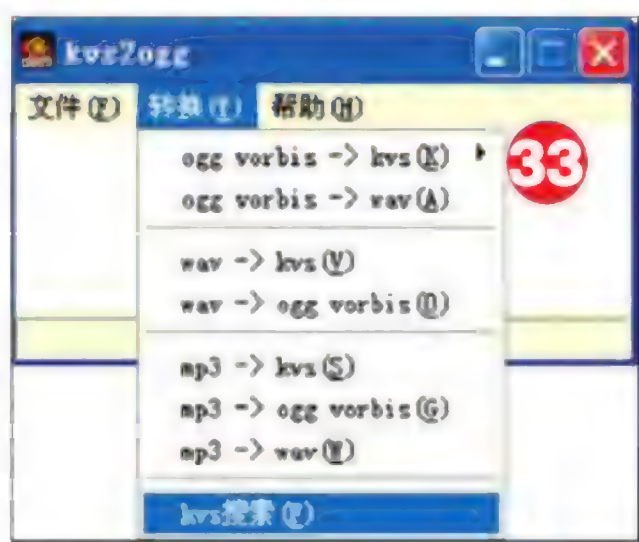 kvs2ogg
文件(F) 转换(T) 帮助(H)
ogg vorbis -> kvs(K)
33
ogg vorbis -> wav(A)
wav -> kvs(V)
wav -> ogg vorbis(O)
mp3 -> kvs(S)
mp3 -> ogg vorbis(G)
mp3 -> wav(W)
kvs搜索(F)